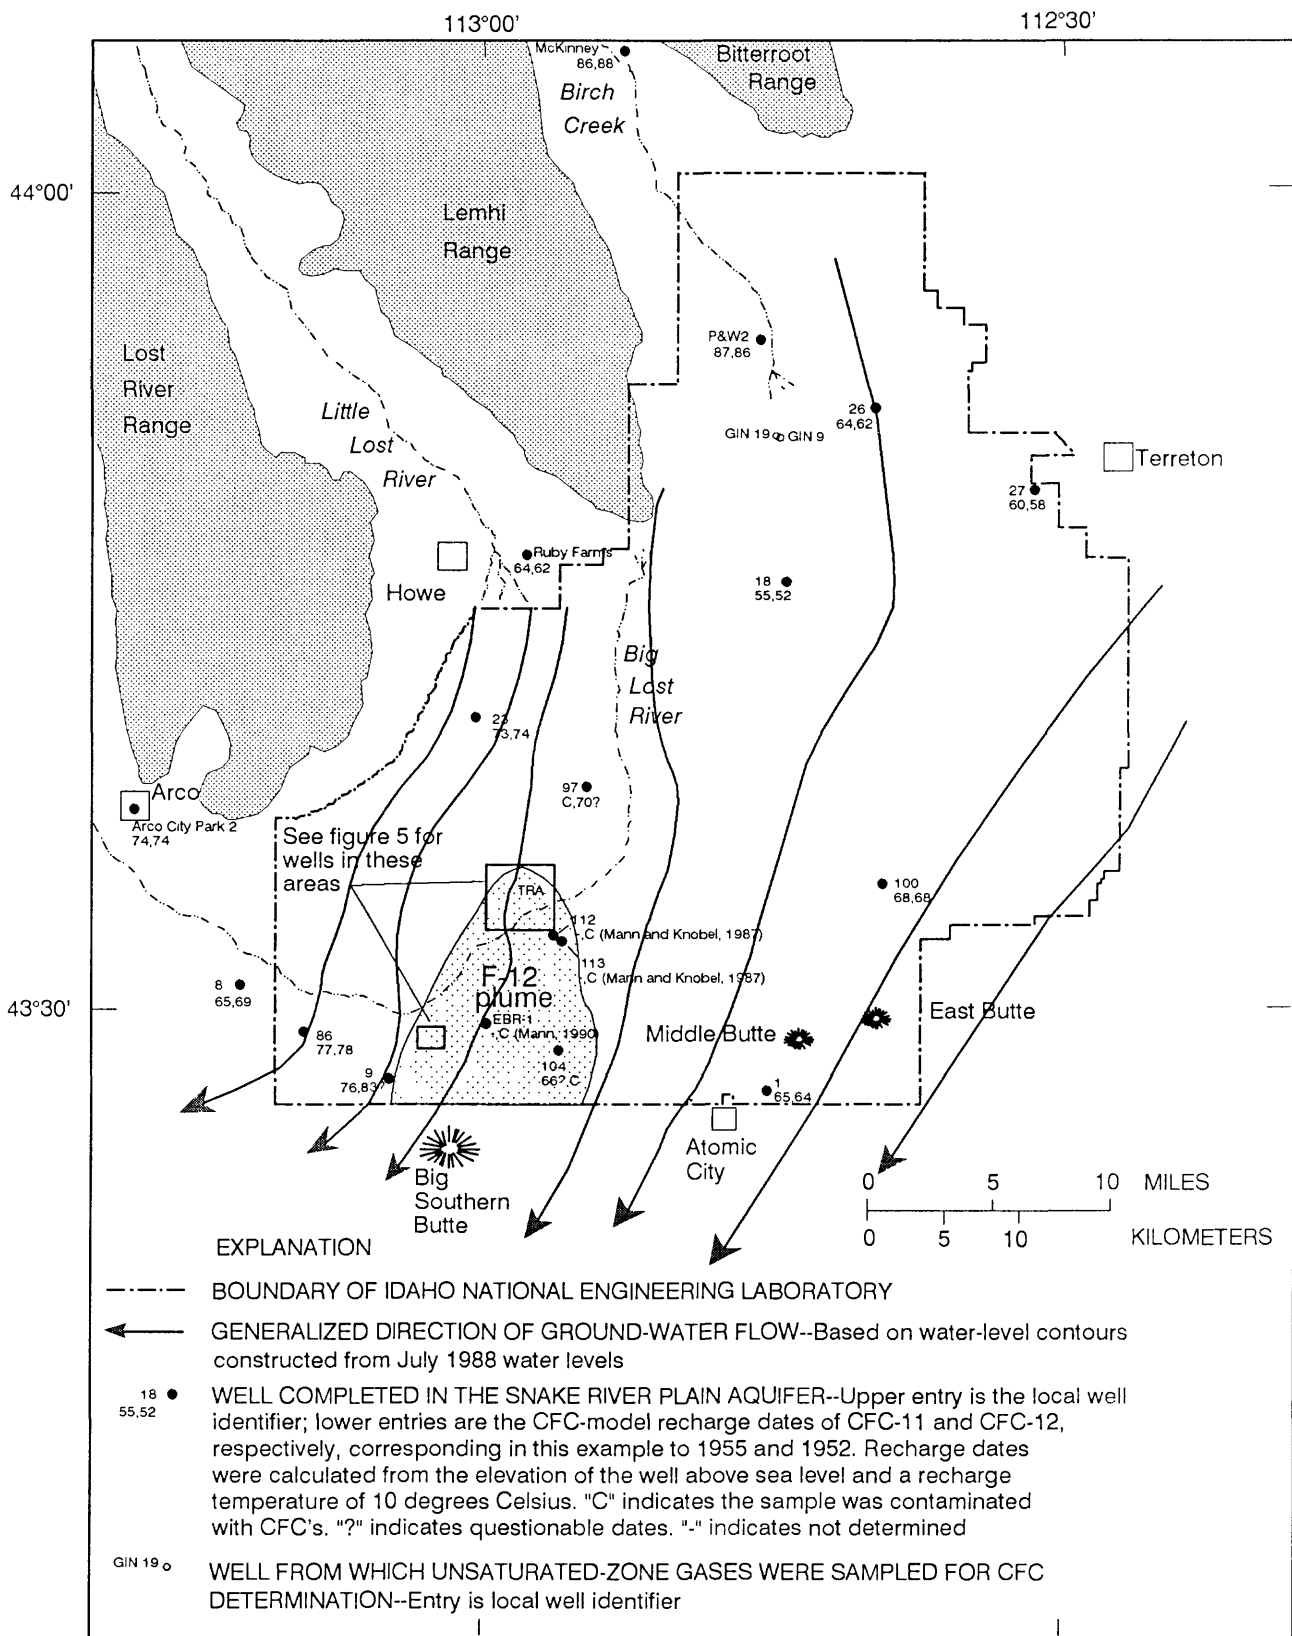 113°00'
112°30'
McKinney
86,88
Bitterroot
Range
Birch
Creek
44°00'
Lemhi
Range
P&W2
87,86
Lost
River
Range
Little
Lost
River
26
64,62
GIN 19
GIN 9
Terreton
27
60,58
Ruby Farms
64,62
18
55,52
Howe
Big
Lost
River
23
73,74
97
C,70?
Arco
Arco City Park 2
74,74
See figure 5 for
wells in these
areas
TRA
100
68,68
112
-,C (Mann and Knobel, 1987)
113
-,C (Mann and Knobel, 1987)
F-12
plume
8
65,69
43°30'
EBR-1
-,C (Mann, 1990)
East Butte
Middle Butte
86
77,78
104
66?,C
9
76,83?
1
65,64
Atomic
City
Big
Southern
Butte
0 5 10 MILES
0 5 10 KILOMETERS
EXPLANATION
BOUNDARY OF IDAHO NATIONAL ENGINEERING LABORATORY
GENERALIZED DIRECTION OF GROUND-WATER FLOW--Based on water-level contours
constructed from July 1988 water levels
18
55,52
WELL COMPLETED IN THE SNAKE RIVER PLAIN AQUIFER--Upper entry is the local well
identifier; lower entries are the CFC-model recharge dates of CFC-11 and CFC-12,
respectively, corresponding in this example to 1955 and 1952. Recharge dates
were calculated from the elevation of the well above sea level and a recharge
temperature of 10 degrees Celsius. "C" indicates the sample was contaminated
with CFC's. "?" indicates questionable dates. "-" indicates not determined
GIN 19
WELL FROM WHICH UNSATURATED-ZONE GASES WERE SAMPLED FOR CFC
DETERMINATION--Entry is local well identifier